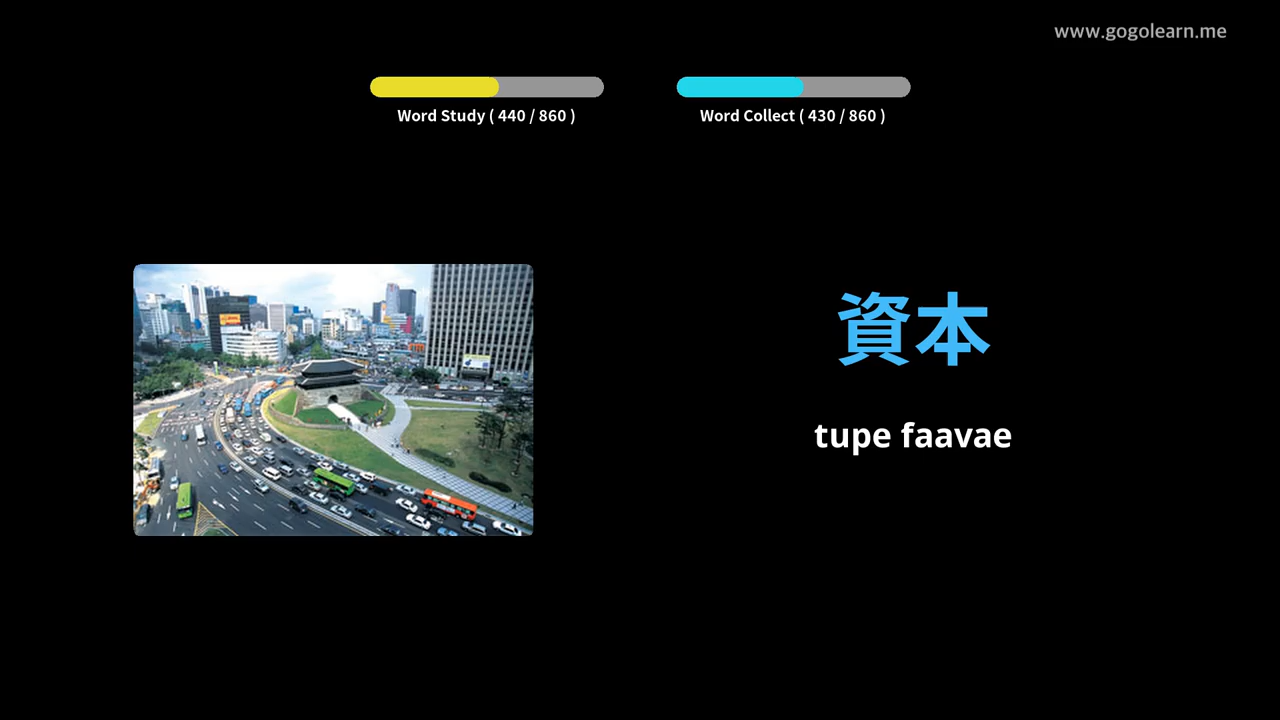 www.gogolearn.me
Word Study ( 440 / 860 )
Word Collect ( 430 / 860 )
資本
tupe faavae